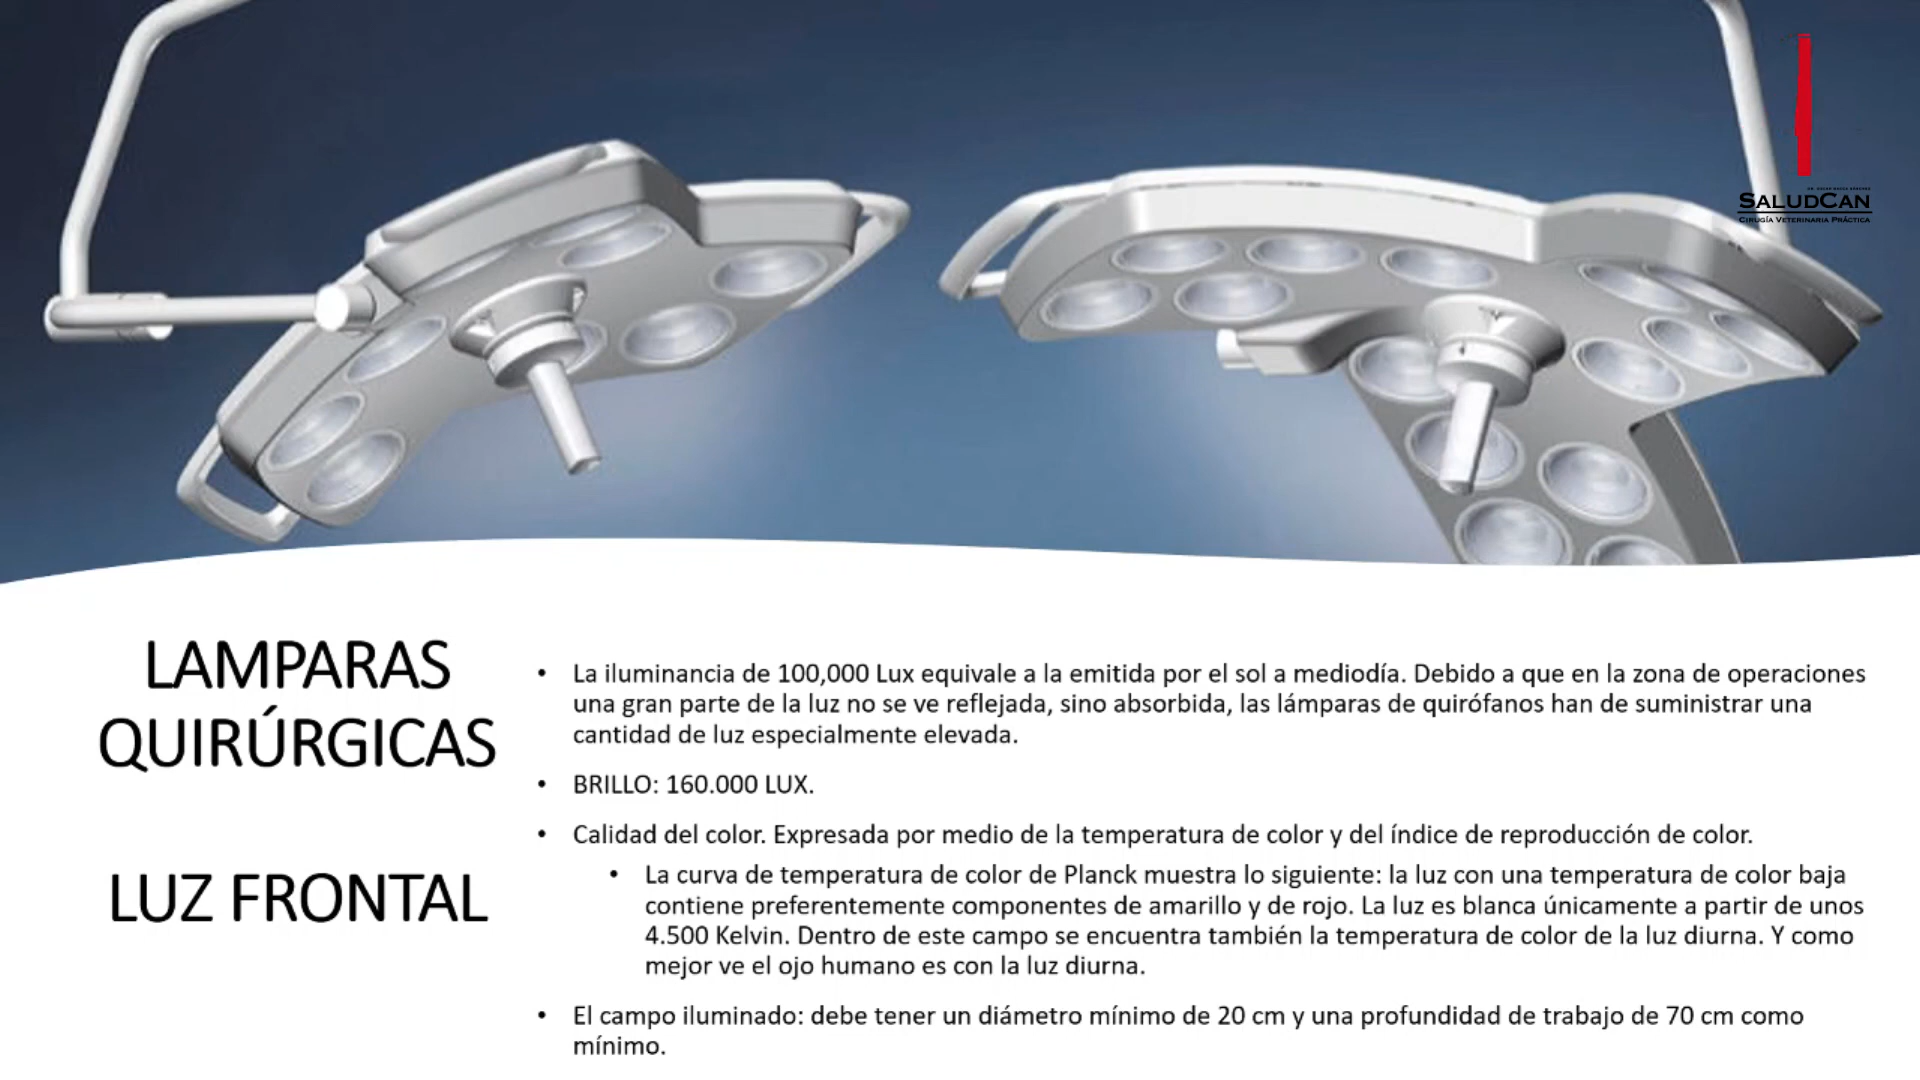 SALUDCAN
CIRUGÍA VETERINARIA PRÁCTICA
LAMPARAS
QUIRÚRGICAS
LUZ FRONTAL
• La iluminancia de 100,000 Lux equivale a la emitida por el sol a mediodía. Debido a que en la zona de operaciones
una gran parte de la luz no se ve reflejada, sino absorbida, las lámparas de quirófanos han de suministrar una
cantidad de luz especialmente elevada.
• BRILLO: 160.000 LUX.
• Calidad del color. Expresada por medio de la temperatura de color y del índice de reproducción de color.
• La curva de temperatura de color de Planck muestra lo siguiente: la luz con una temperatura de color baja
contiene preferentemente componentes de amarillo y de rojo. La luz es blanca únicamente a partir de unos
4.500 Kelvin. Dentro de este campo se encuentra también la temperatura de color de la luz diurna. Y como
mejor ve el ojo humano es con la luz diurna.
• El campo iluminado: debe tener un diámetro mínimo de 20 cm y una profundidad de trabajo de 70 cm como
mínimo.